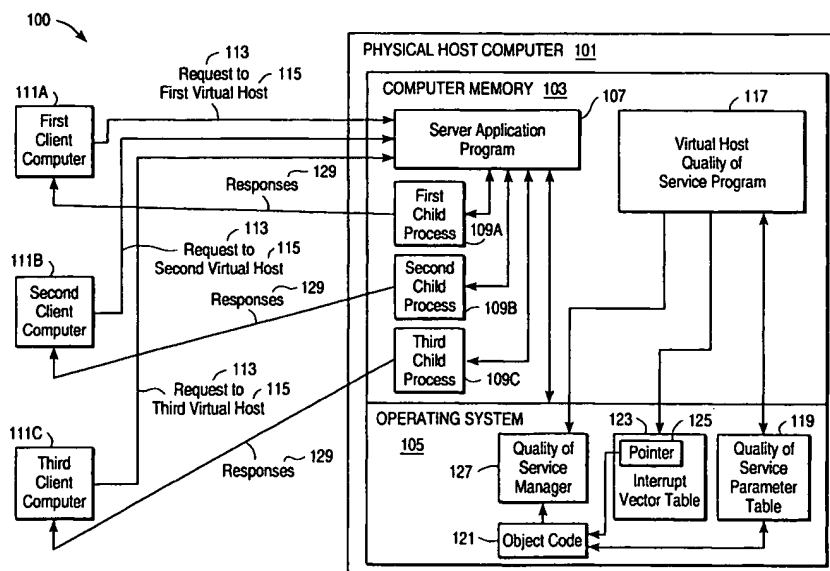 100
PHYSICAL HOST COMPUTER 101
113
Request to 115
First Virtual Host
111A
First
Client
Computer
COMPUTER MEMORY 103
107
Server Application
Program
117
Virtual Host
Quality of
Service Program
Responses 129
First
Child
Process
109A
113
Request to 115
Second Virtual Host
111B
Second
Client
Computer
Responses 129
Second
Child
Process
109B
Third
Child
Process
109C
113
Request to 115
Third Virtual Host
111C
Third
Client
Computer
Responses 129
OPERATING SYSTEM
105
127
Quality of
Service
Manager
123
125
Pointer
Interrupt
Vector Table
119
Quality of
Service
Parameter
Table
121
Object Code